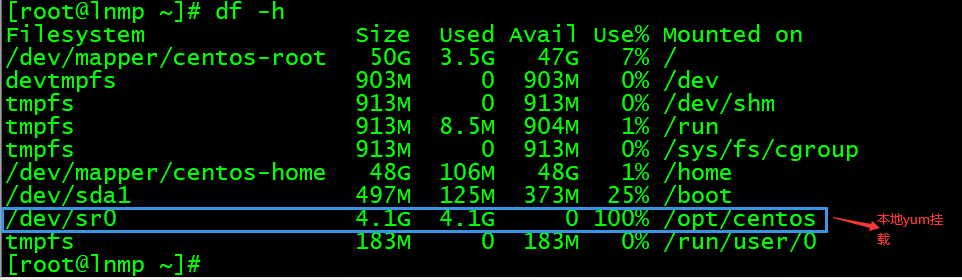 [root@lnmp ~]# df -h
Filesystem Size Used Avail Use% Mounted on
/dev/mapper/centos-root 50G 3.5G 47G 7% /
devtmpfs 903M 0 903M 0% /dev
tmpfs 913M 0 913M 0% /dev/shm
tmpfs 913M 8.5M 904M 1% /run
tmpfs 913M 0 913M 0% /sys/fs/cgroup
/dev/mapper/centos-home 48G 106M 48G 1% /home
/dev/sda1 497M 125M 373M 25% /boot
/dev/sr0 4.1G 4.1G 0 100% /opt/centos
本地yum挂
载
tmpfs 183M 0 183M 0% /run/user/0
[root@lnmp ~]#